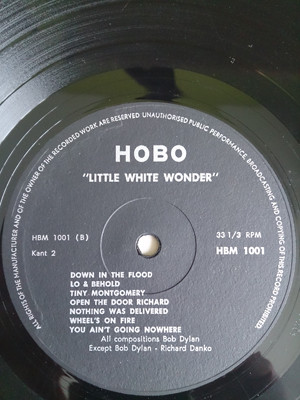 ALL RIGHTS OF THE MANUFACTURER AND OF THE OWNER OF THE RECORDED WORK ARE RESERVED UNAUTHORISED PUBLIC PERFORMANCE, BROADCASTING AND COPYING OF THIS RECORD PROHIBITED.
HOBO
"LITTLE WHITE WONDER"
HBM 1001 (B)
33 1/3 RPM
Kant 2
HBM 1001
DOWN IN THE FLOOD
LO & BEHOLD
TINY MONTGOMERY
OPEN THE DOOR RICHARD
NOTHING WAS DELIVERED
WHEEL'S ON FIRE
YOU AIN'T GOING NOWHERE
All compositions Bob Dylan
Except Bob Dylan - Richard Danko